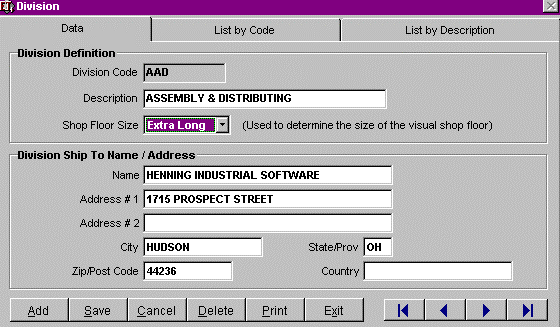 Division
Data List by Code List by Description
Division Definition
Division Code AAD
Description ASSEMBLY & DISTRIBUTING
Shop Floor Size Extra Long (Used to determine the size of the visual shop floor)
Division Ship To Name / Address
Name HENNING INDUSTRIAL SOFTWARE
Address # 1 1715 PROSPECT STREET
Address # 2
City HUDSON State/Prov OH
Zip/Post Code 44236 Country
Add Save Cancel Delete Print Exit